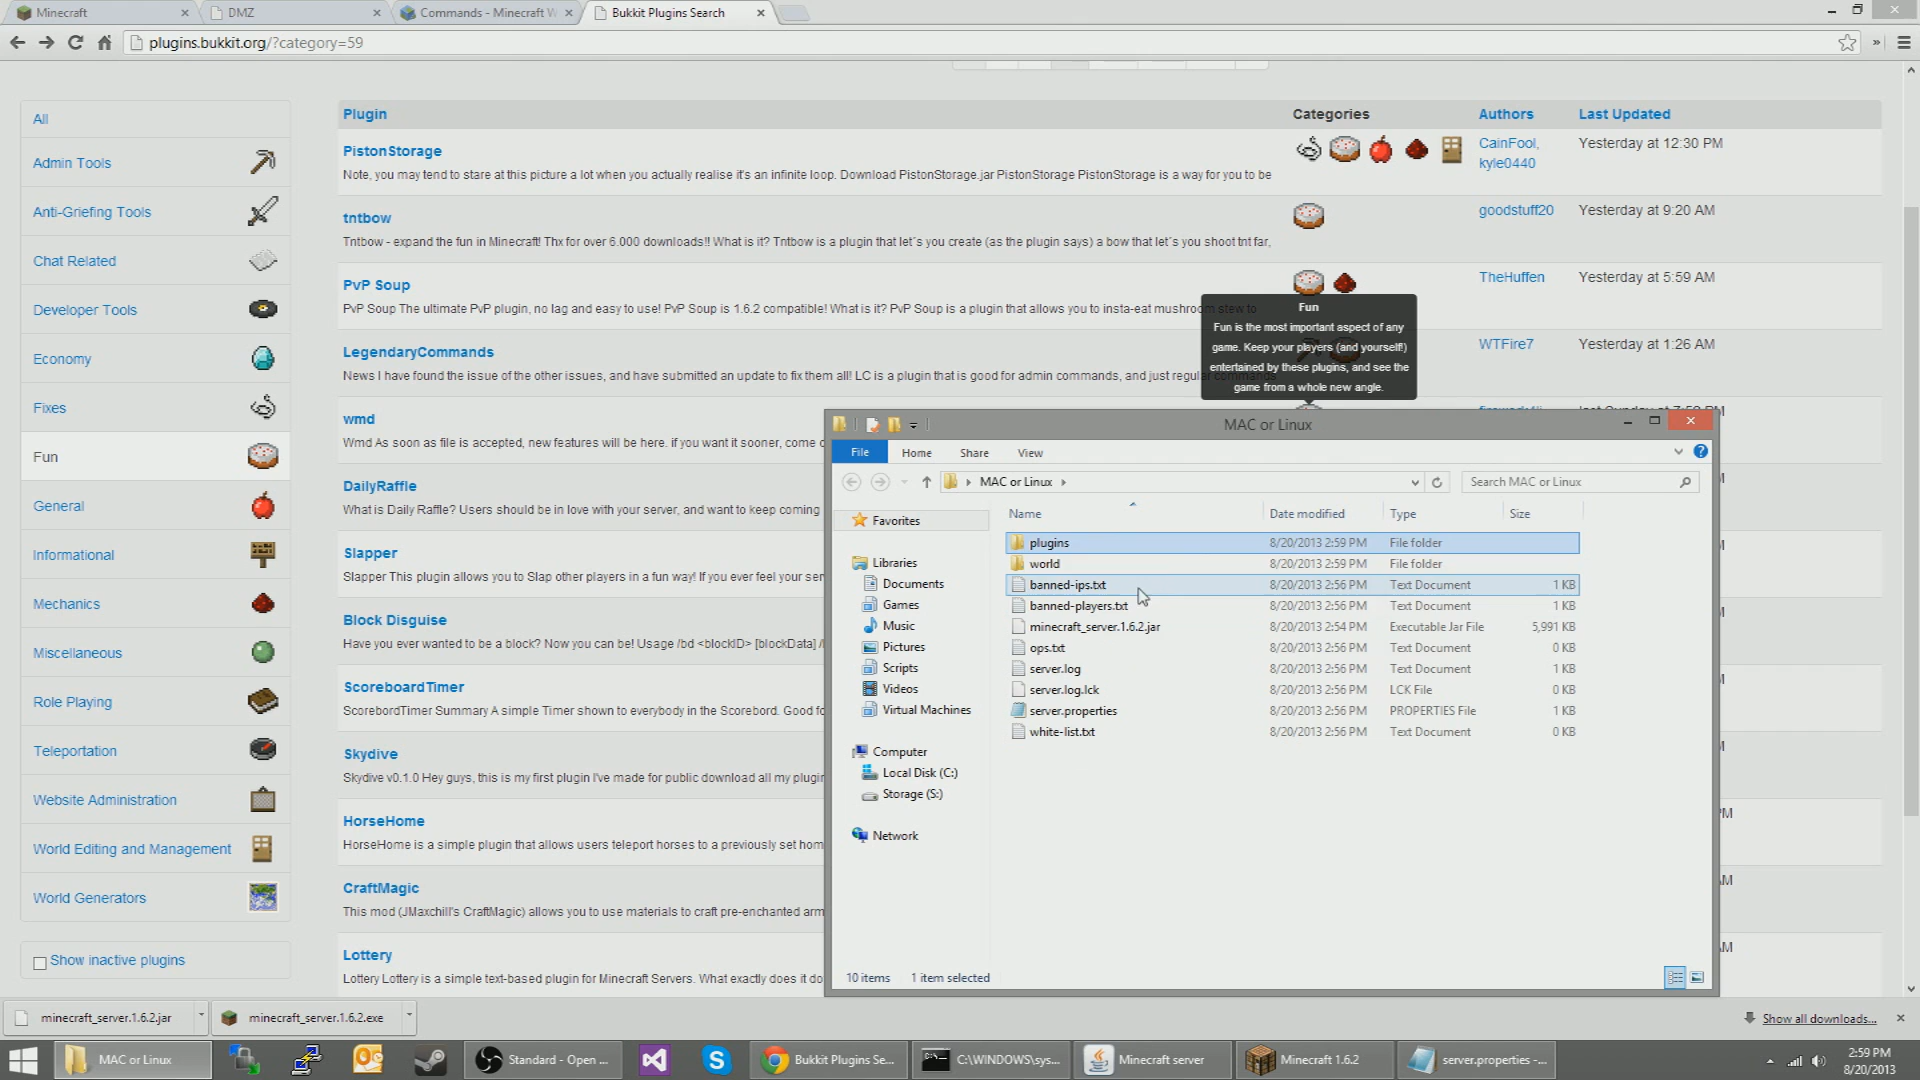 Minecraft
DMZ
Commands - Minecraft W
Bukkit Plugins Search
plugins.bukkit.org/?category=59
All
Admin Tools
Anti-Griefing Tools
Chat Related
Developer Tools
Economy
Fixes
Fun
General
Informational
Mechanics
Miscellaneous
Role Playing
Teleportation
Website Administration
World Editing and Management
World Generators
Show inactive plugins
Plugin Categories Authors Last Updated
PistonStorage CainFool, Yesterday at 12:30 PM
kyle0440
Note, you may tend to stare at this picture a lot when you actually realise it's an infinite loop. Download PistonStorage.jar PistonStorage PistonStorage is a way for you to be
tntbow goodstuff20 Yesterday at 9:20 AM
Tntbow - expand the fun in Minecraft! Thx for over 6.000 downloads!! What is it? Tntbow is a plugin that let's you create (as the plugin says) a bow that let's you shoot tnt far,
PvP Soup TheHuffen Yesterday at 5:59 AM
PvP Soup The ultimate PvP plugin, no lag and easy to use! PvP Soup is 1.6.2 compatible! What is it? PvP Soup is a plugin that allows you to insta-eat mushroom stew to
LegendaryCommands WTFire7 Yesterday at 1:26 AM
News I have found the issue of the other issues, and have submitted an update to fix them all! LC is a plugin that is good for admin commands, and just regular
Fun
Fun is the most important aspect of any
game. Keep your players (and yourself!)
entertained by these plugins, and see the
game from a whole new angle.
wmd
Wmd As soon as file is accepted, new features will be here. if you want it sooner, come
DailyRaffle
What is Daily Raffle? Users should be in love with your server, and want to keep coming
Slapper
Slapper This plugin allows you to Slap other players in a fun way! If you ever feel your
Block Disguise
Have you ever wanted to be a block? Now you can be! Usage /bd <blockID> [blockData] /
ScoreboardTimer
ScorebordTimer Summary A simple Timer shown to everybody in the Scorebord. Good
Skydive
Skydive v0.1.0 Hey guys, this is my first plugin I've made for public download all my
HorseHome
HorseHome is a simple plugin that allows users teleport horses to a previously set
CraftMagic
This mod (JMaxchill's CraftMagic) allows you to use materials to craft pre-enchanted
Lottery
Lottery Lottery is a simple text-based plugin for Minecraft Servers. What exactly does it
MAC or Linux
File Home Share View
MAC or Linux
Search MAC or Linux
Favorites
Libraries
Documents
Games
Music
Pictures
Scripts
Videos
Virtual Machines
Computer
Local Disk (C:)
Storage (S:)
Network
Name Date modified Type Size
plugins 8/20/2013 2:59 PM File folder
world 8/20/2013 2:59 PM File folder
banned-ips.txt 8/20/2013 2:56 PM Text Document 1 KB
banned-players.txt 8/20/2013 2:56 PM Text Document 1 KB
minecraft_server.1.6.2.jar 8/20/2013 2:54 PM Executable Jar File 5,991 KB
ops.txt 8/20/2013 2:56 PM Text Document 0 KB
server.log 8/20/2013 2:56 PM Text Document 1 KB
server.log.lck 8/20/2013 2:56 PM LCK File 0 KB
server.properties 8/20/2013 2:56 PM PROPERTIES File 1 KB
white-list.txt 8/20/2013 2:56 PM Text Document 0 KB
10 items 1 item selected
minecraft_server.1.6.2.jar
minecraft_server.1.6.2.exe
Show all downloads...
MAC or Linux
Standard - Open ...
Bukkit Plugins Se...
C:\WINDOWS\sys...
Minecraft server
Minecraft 1.6.2
server.properties -...
2:59 PM
8/20/2013